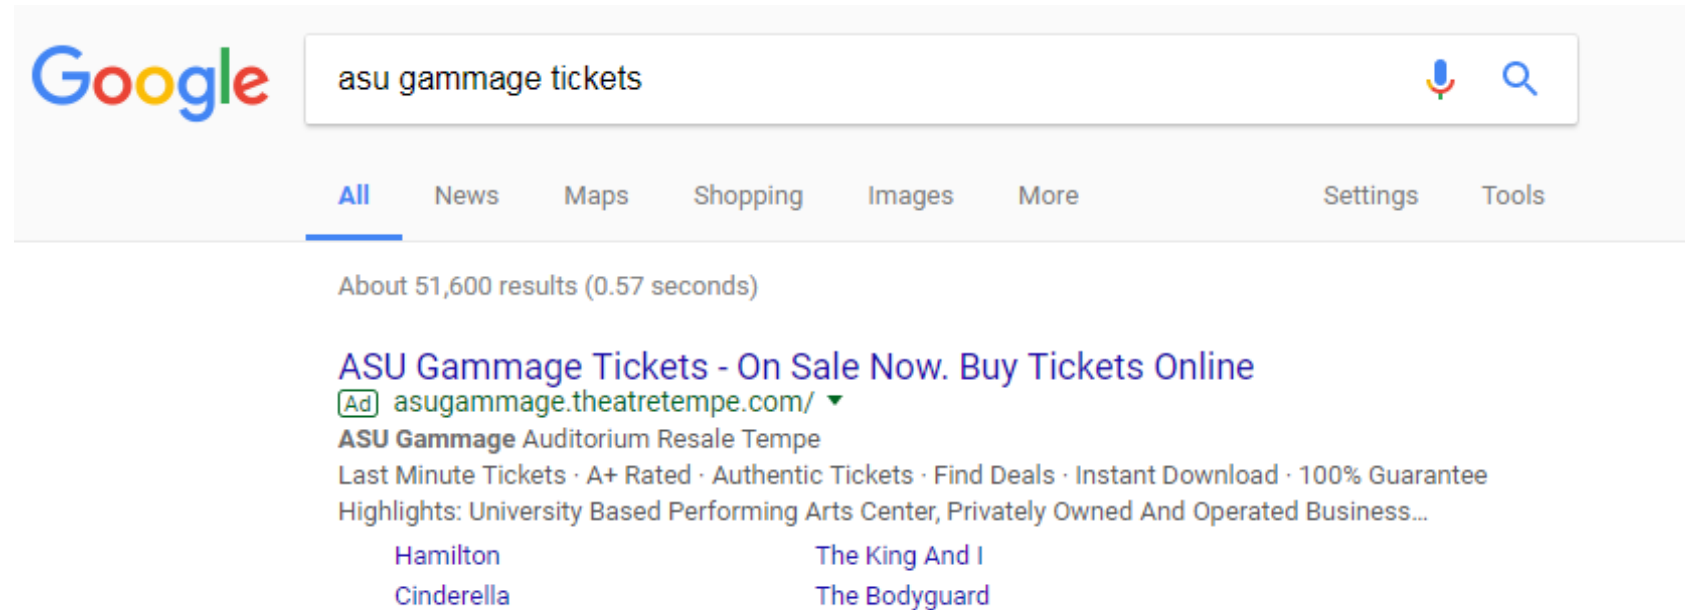 Google
asu gammage tickets
All News Maps Shopping Images More Settings Tools
About 51,600 results (0.57 seconds)
ASU Gammage Tickets - On Sale Now. Buy Tickets Online
Ad asugammage.theatretempe.com/
ASU Gammage Auditorium Resale Tempe
Last Minute Tickets · A+ Rated · Authentic Tickets · Find Deals · Instant Download · 100% Guarantee
Highlights: University Based Performing Arts Center, Privately Owned And Operated Business...
Hamilton The King And I
Cinderella The Bodyguard